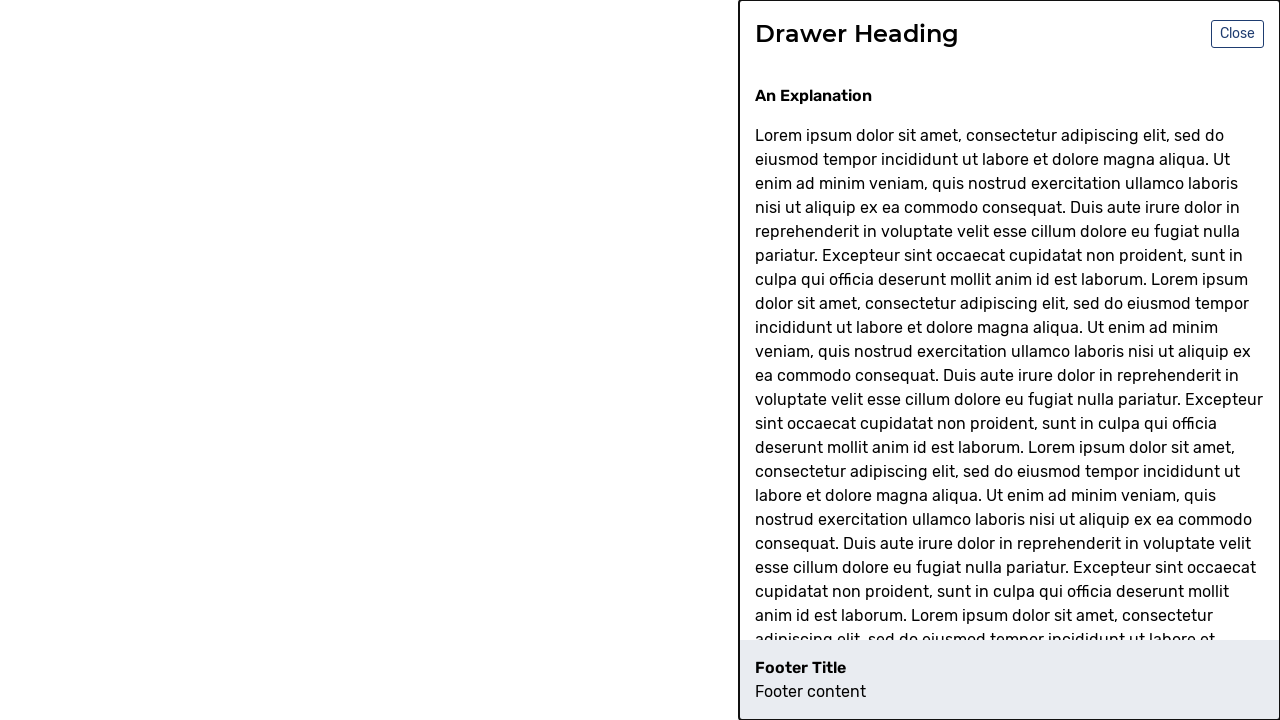 Drawer Heading
Close
An Explanation
Lorem ipsum dolor sit amet, consectetur adipiscing elit, sed do
eiusmod tempor incididunt ut labore et dolore magna aliqua. Ut
enim ad minim veniam, quis nostrud exercitation ullamco laboris
nisi ut aliquip ex ea commodo consequat. Duis aute irure dolor in
reprehenderit in voluptate velit esse cillum dolore eu fugiat nulla
pariatur. Excepteur sint occaecat cupidatat non proident, sunt in
culpa qui officia deserunt mollit anim id est laborum. Lorem ipsum
dolor sit amet, consectetur adipiscing elit, sed do eiusmod tempor
incididunt ut labore et dolore magna aliqua. Ut enim ad minim
veniam, quis nostrud exercitation ullamco laboris nisi ut aliquip ex
ea commodo consequat. Duis aute irure dolor in reprehenderit in
voluptate velit esse cillum dolore eu fugiat nulla pariatur. Excepteur
sint occaecat cupidatat non proident, sunt in culpa qui officia
deserunt mollit anim id est laborum. Lorem ipsum dolor sit amet,
consectetur adipiscing elit, sed do eiusmod tempor incididunt ut
labore et dolore magna aliqua. Ut enim ad minim veniam, quis
nostrud exercitation ullamco laboris nisi ut aliquip ex ea commodo
consequat. Duis aute irure dolor in reprehenderit in voluptate velit
esse cillum dolore eu fugiat nulla pariatur. Excepteur sint occaecat
cupidatat non proident, sunt in culpa qui officia deserunt mollit
anim id est laborum. Lorem ipsum dolor sit amet, consectetur
adipiscing elit, sed do eiusmod tempor incididunt ut labore et
Footer Title
Footer content